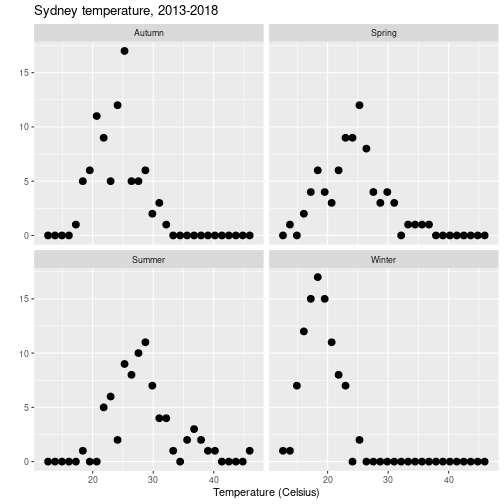 Sydney temperature, 2013-2018
Autumn
Spring
15
10
5
0
Summer
Winter
15
10
5
0
20 30 40 20 30 40
Temperature (Celsius)